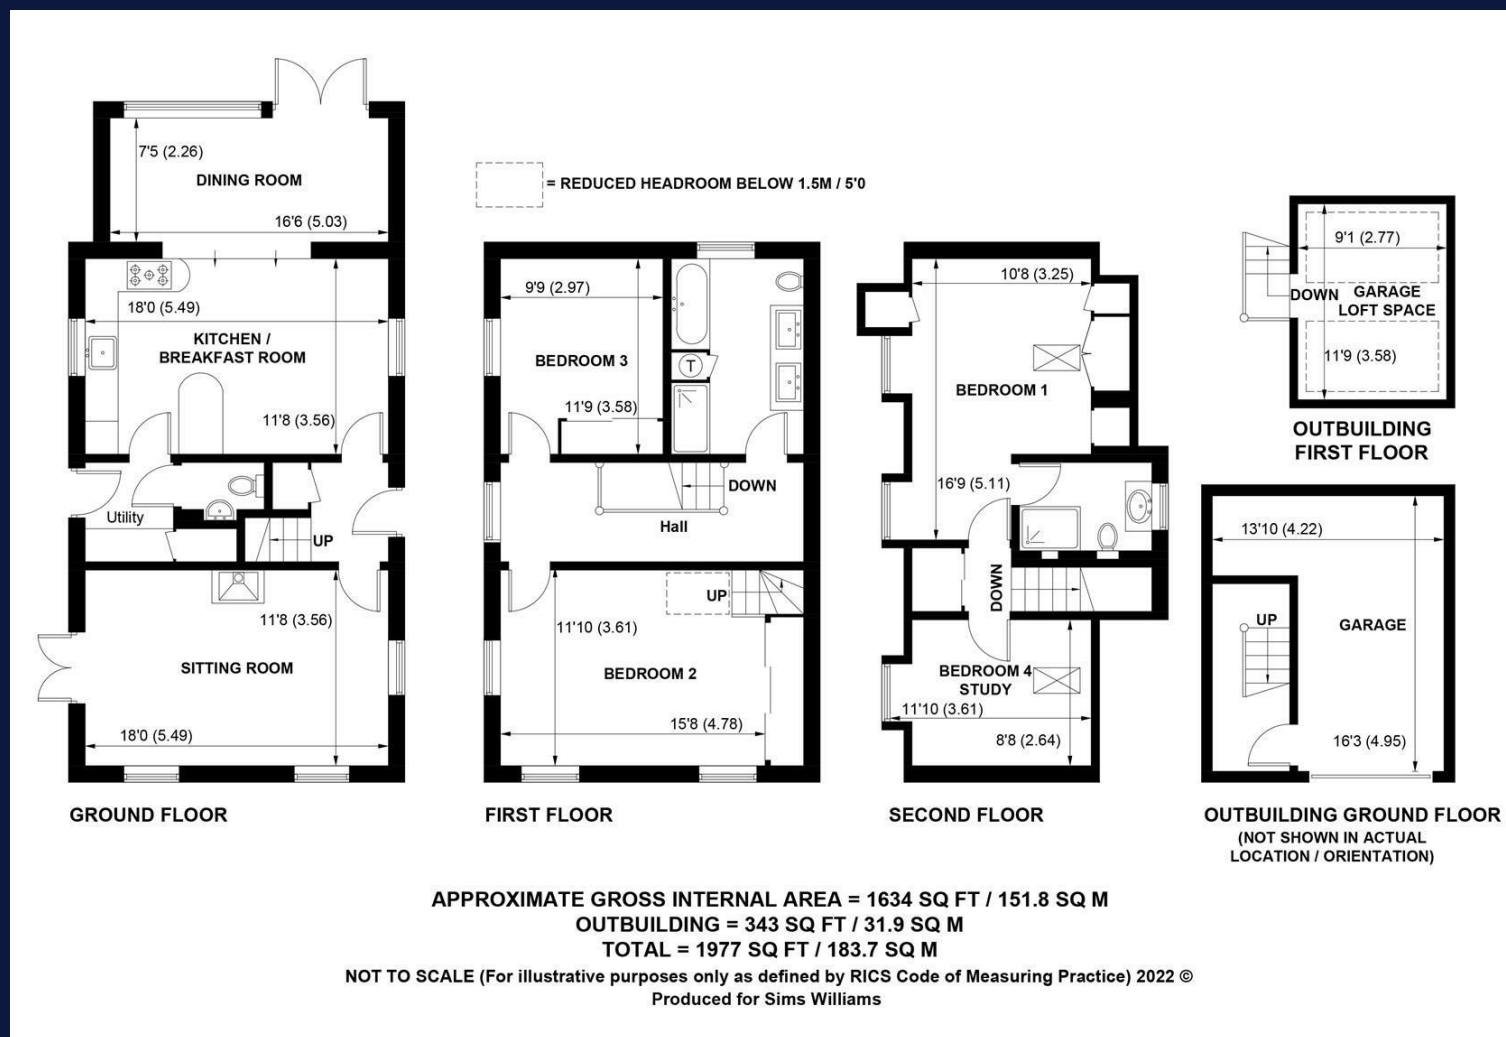 7'5 (2.26)
DINING ROOM
16'6 (5.03)
18'0 (5.49)
KITCHEN /
BREAKFAST ROOM
11'8 (3.56)
Utility
UP
11'8 (3.56)
SITTING ROOM
18'0 (5.49)
GROUND FLOOR
= REDUCED HEADROOM BELOW 1.5M / 5'0
9'9 (2.97)
BEDROOM 3
T
11'9 (3.58)
DOWN
Hall
UP
11'10 (3.61)
BEDROOM 2
15'8 (4.78)
FIRST FLOOR
10'8 (3.25)
BEDROOM 1
16'9 (5.11)
DOWN
BEDROOM 4
STUDY
11'10 (3.61)
8'8 (2.64)
SECOND FLOOR
9'1 (2.77)
DOWN
GARAGE
LOFT SPACE
11'9 (3.58)
OUTBUILDING
FIRST FLOOR
13'10 (4.22)
UP
GARAGE
16'3 (4.95)
OUTBUILDING GROUND FLOOR
(NOT SHOWN IN ACTUAL
LOCATION / ORIENTATION)
APPROXIMATE GROSS INTERNAL AREA = 1634 SQ FT / 151.8 SQ M
OUTBUILDING = 343 SQ FT / 31.9 SQ M
TOTAL = 1977 SQ FT / 183.7 SQ M
NOT TO SCALE (For illustrative purposes only as defined by RICS Code of Measuring Practice) 2022 ©
Produced for Sims Williams